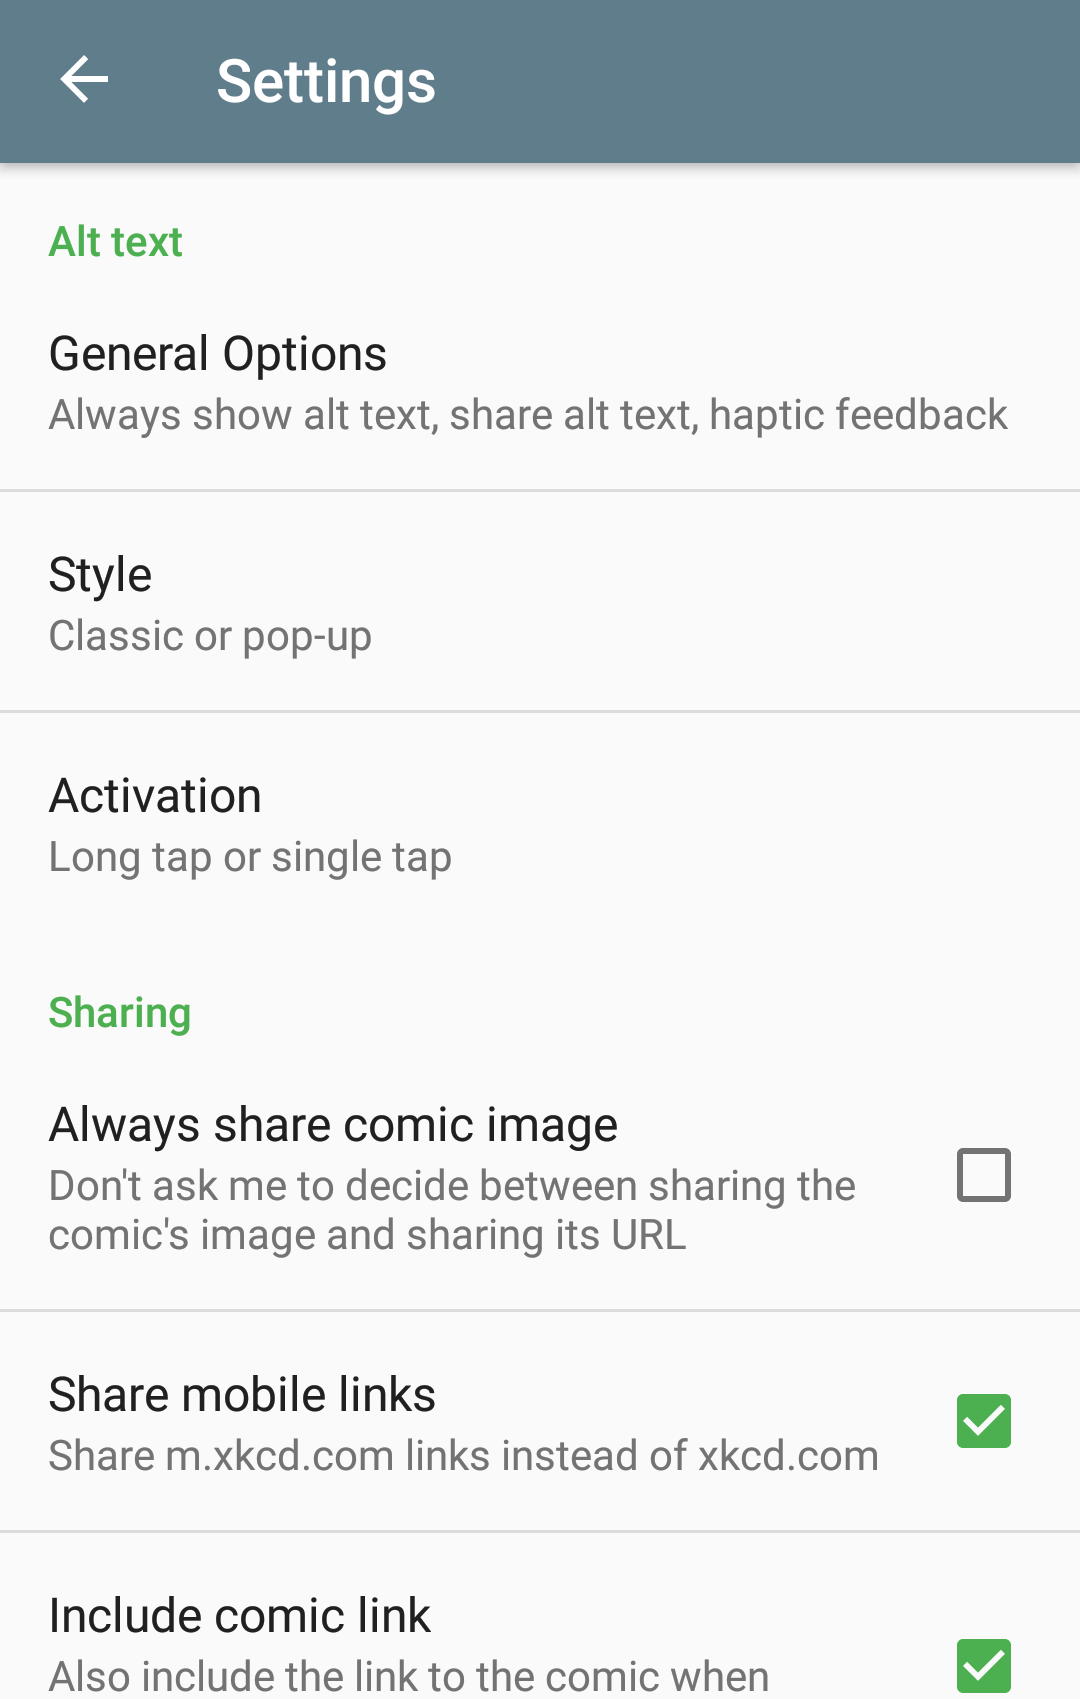 Settings
Alt text
General Options
Always show alt text, share alt text, haptic feedback
Style
Classic or pop-up
Activation
Long tap or single tap
Sharing
Always share comic image
Don't ask me to decide between sharing the
comic's image and sharing its URL
Share mobile links
Share m.xkcd.com links instead of xkcd.com
Include comic link
Also include the link to the comic when